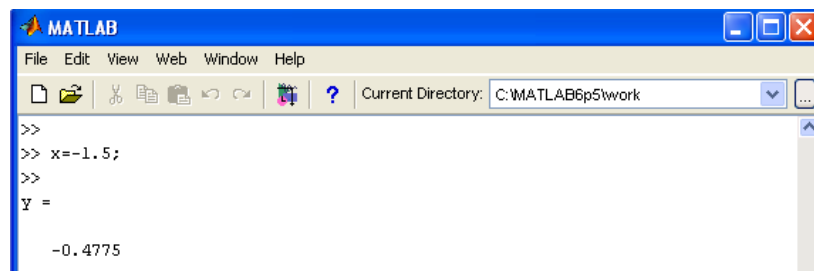 MATLAB
File Edit View Web Window Help
? Current Directory: C:\MATLAB6p5\work ...
>>
>> x=-1.5;
>>
y =
-0.4775